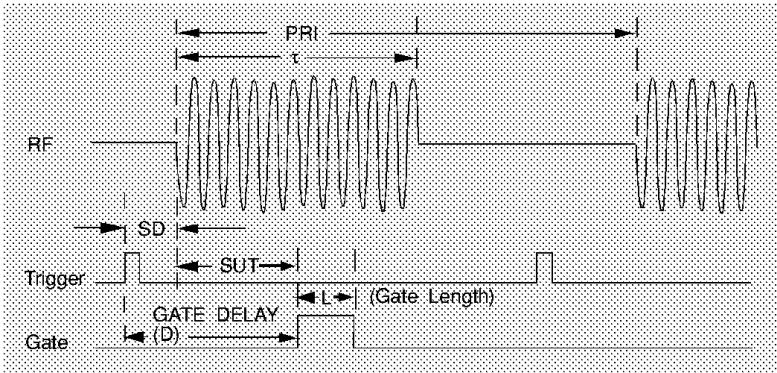 PRI
τ
RF
SD
SUT
Trigger
L (Gate Length)
GATE DELAY
(D)
Gate